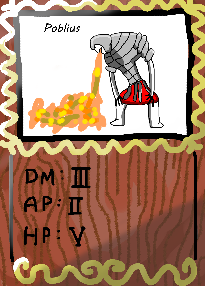 Poblius
DM: III
AP: II
HP: V